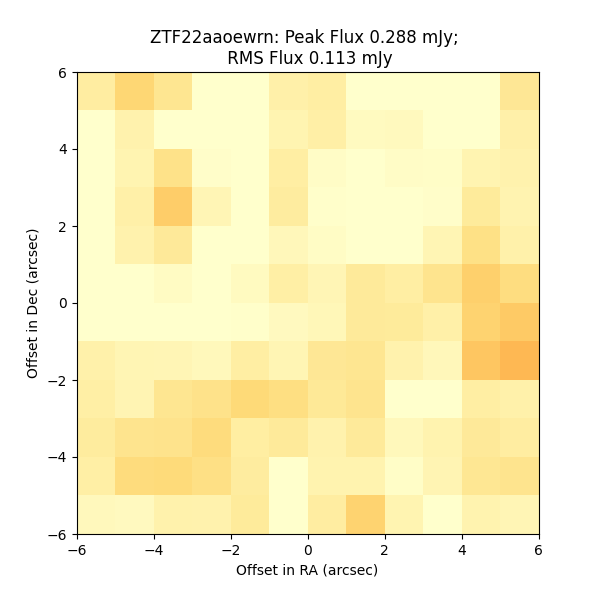 ZTF22aaoewrn: Peak Flux 0.288 mJy;
RMS Flux 0.113 mJy
6
4
2
0
−2
−4
−6
Offset in Dec (arcsec)
−6 −4 −2 0 2 4 6
Offset in RA (arcsec)